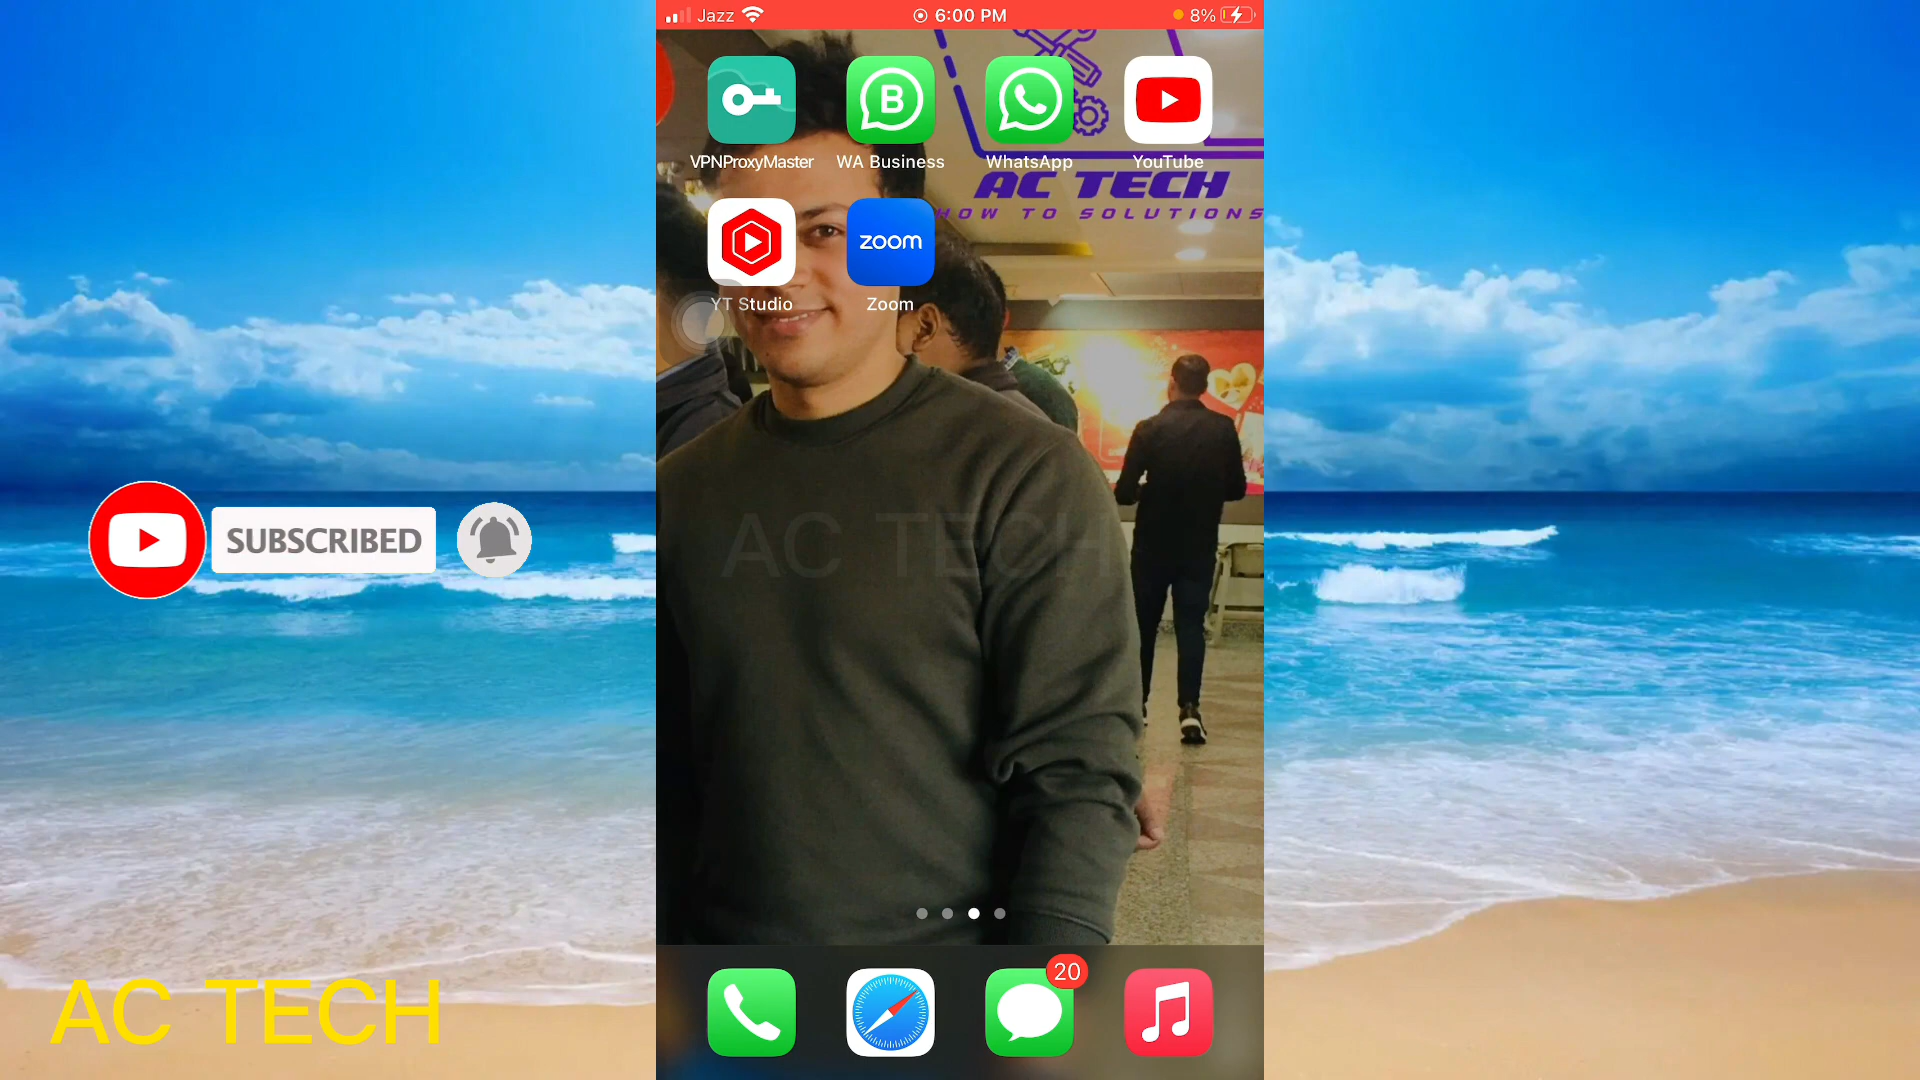 Jazz 6:00 PM 8%
VPNProxyMaster WA Business WhatsApp YouTube
AC TECH
HOW TO SOLUTIONS
zoom
YT Studio Zoom
AC TECH
SUBSCRIBED
20
AC TECH